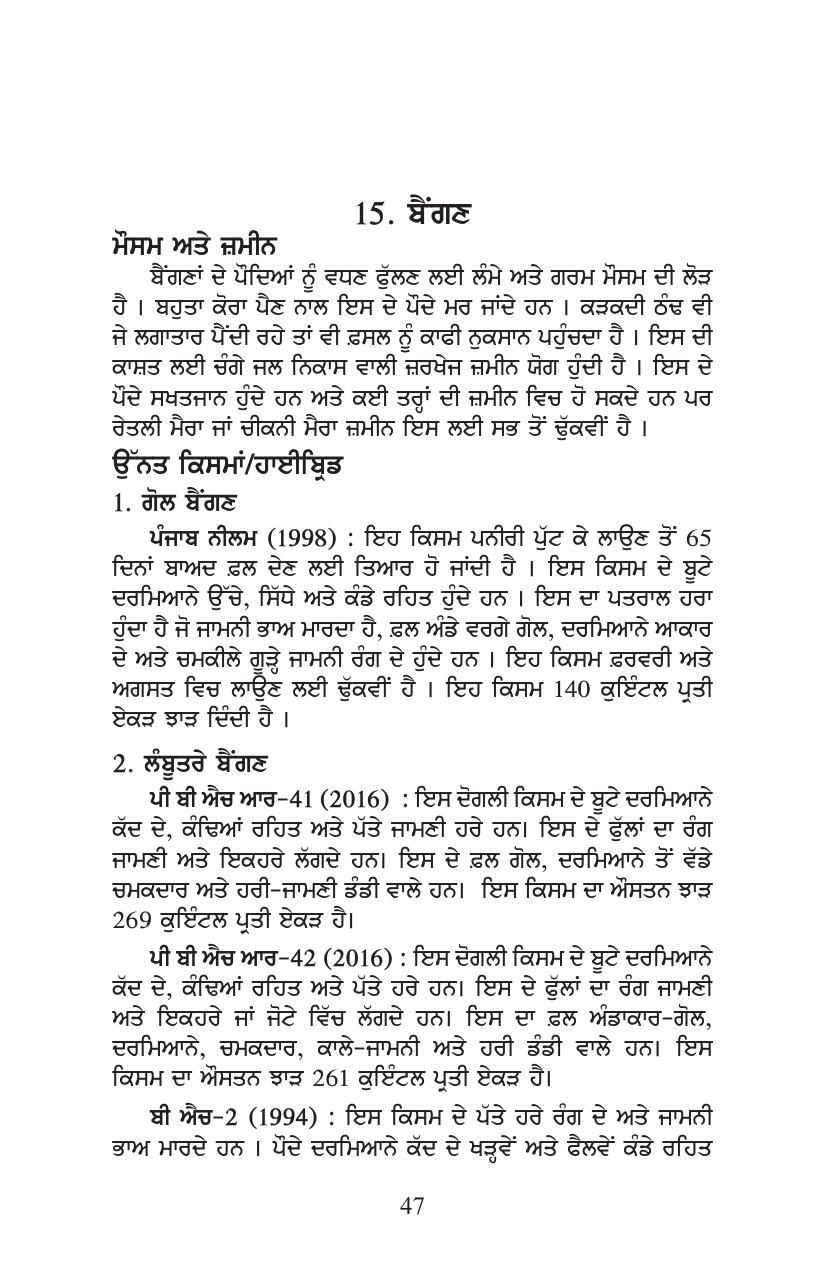 15. ਬੈਂਗਣ
ਮੌਸਮ ਅਤੇ ਜ਼ਮੀਨ
ਬੈਂਗਣਾਂ ਦੇ ਪੌਦਿਆਂ ਨੂੰ ਵਧਣ ਫੁੱਲਣ ਲਈ ਲੰਮੇ ਅਤੇ ਗਰਮ ਮੌਸਮ ਦੀ ਲੋੜ
ਹੈ । ਬਹੁਤਾ ਕੋਰਾ ਪੈਣ ਨਾਲ ਇਸ ਦੇ ਪੌਦੇ ਮਰ ਜਾਂਦੇ ਹਨ । ਕੜਕਦੀ ਠੰਢ ਵੀ
ਜੇ ਲਗਾਤਾਰ ਪੈਂਦੀ ਰਹੇ ਤਾਂ ਵੀ ਫ਼ਸਲ ਨੂੰ ਕਾਫੀ ਨੁਕਸਾਨ ਪਹੁੰਚਦਾ ਹੈ । ਇਸ ਦੀ
ਕਾਸ਼ਤ ਲਈ ਚੰਗੇ ਜਲ ਨਿਕਾਸ ਵਾਲੀ ਜ਼ਰਖੇਜ ਜ਼ਮੀਨ ਯੋਗ ਹੁੰਦੀ ਹੈ । ਇਸ ਦੇ
ਪੌਦੇ ਸਖਤਜਾਨ ਹੁੰਦੇ ਹਨ ਅਤੇ ਕਈ ਤਰ੍ਹਾਂ ਦੀ ਜ਼ਮੀਨ ਵਿਚ ਹੋ ਸਕਦੇ ਹਨ ਪਰ
ਰੇਤਲੀ ਮੈਰਾ ਜਾਂ ਚੀਕਨੀ ਮੈਰਾ ਜ਼ਮੀਨ ਇਸ ਲਈ ਸਭ ਤੋਂ ਢੁੱਕਵੀਂ ਹੈ ।
ਉੱਨਤ ਕਿਸਮਾਂ/ਹਾਈਬ੍ਰਿਡ
1. ਗੋਲ ਬੈਂਗਣ
ਪੰਜਾਬ ਨੀਲਮ (1998) : ਇਹ ਕਿਸਮ ਪਨੀਰੀ ਪੁੱਟ ਕੇ ਲਾਉਣ ਤੋਂ 65
ਦਿਨਾਂ ਬਾਅਦ ਫ਼ਲ ਦੇਣ ਲਈ ਤਿਆਰ ਹੋ ਜਾਂਦੀ ਹੈ । ਇਸ ਕਿਸਮ ਦੇ ਬੂਟੇ
ਦਰਮਿਆਨੇ ਉੱਚੇ, ਸਿੱਧੇ ਅਤੇ ਕੰਡੇ ਰਹਿਤ ਹੁੰਦੇ ਹਨ । ਇਸ ਦਾ ਪਤਰਾਲ ਹਰਾ
ਹੁੰਦਾ ਹੈ ਜੋ ਜਾਮਨੀ ਭਾਅ ਮਾਰਦਾ ਹੈ, ਫ਼ਲ ਅੰਡੇ ਵਰਗੇ ਗੋਲ, ਦਰਮਿਆਨੇ ਆਕਾਰ
ਦੇ ਅਤੇ ਚਮਕੀਲੇ ਗੂੜ੍ਹੇ ਜਾਮਨੀ ਰੰਗ ਦੇ ਹੁੰਦੇ ਹਨ । ਇਹ ਕਿਸਮ ਫ਼ਰਵਰੀ ਅਤੇ
ਅਗਸਤ ਵਿਚ ਲਾਉਣ ਲਈ ਢੁੱਕਵੀਂ ਹੈ । ਇਹ ਕਿਸਮ 140 ਕੁਇੰਟਲ ਪ੍ਰਤੀ
ਏਕੜ ਝਾੜ ਦਿੰਦੀ ਹੈ ।
2. ਲੰਬੂਤਰੇ ਬੈਂਗਣ
ਪੀ ਬੀ ਐਚ ਆਰ-41 (2016) : ਇਸ ਦੋਗਲੀ ਕਿਸਮ ਦੇ ਬੂਟੇ ਦਰਮਿਆਨੇ
ਕੱਦ ਦੇ, ਕੰਢਿਆਂ ਰਹਿਤ ਅਤੇ ਪੱਤੇ ਜਾਮਣੀ ਹਰੇ ਹਨ। ਇਸ ਦੇ ਫੁੱਲਾਂ ਦਾ ਰੰਗ
ਜਾਮਣੀ ਅਤੇ ਇਕਹਰੇ ਲੱਗਦੇ ਹਨ। ਇਸ ਦੇ ਫ਼ਲ ਗੋਲ, ਦਰਮਿਆਨੇ ਤੋਂ ਵੱਡੇ
ਚਮਕਦਾਰ ਅਤੇ ਹਰੀ-ਜਾਮਣੀ ਡੰਡੀ ਵਾਲੇ ਹਨ। ਇਸ ਕਿਸਮ ਦਾ ਔਸਤਨ ਝਾੜ
269 ਕੁਇੰਟਲ ਪ੍ਰਤੀ ਏਕੜ ਹੈ।
ਪੀ ਬੀ ਐਚ ਆਰ-42 (2016) : ਇਸ ਦੋਗਲੀ ਕਿਸਮ ਦੇ ਬੂਟੇ ਦਰਮਿਆਨੇ
ਕੱਦ ਦੇ, ਕੰਢਿਆਂ ਰਹਿਤ ਅਤੇ ਪੱਤੇ ਹਰੇ ਹਨ। ਇਸ ਦੇ ਫੁੱਲਾਂ ਦਾ ਰੰਗ ਜਾਮਣੀ
ਅਤੇ ਇਕਹਰੇ ਜਾਂ ਜੋਟੇ ਵਿੱਚ ਲੱਗਦੇ ਹਨ। ਇਸ ਦਾ ਫ਼ਲ ਅੰਡਾਕਾਰ-ਗੋਲ,
ਦਰਮਿਆਨੇ, ਚਮਕਦਾਰ, ਕਾਲੇ-ਜਾਮਨੀ ਅਤੇ ਹਰੀ ਡੰਡੀ ਵਾਲੇ ਹਨ। ਇਸ
ਕਿਸਮ ਦਾ ਔਸਤਨ ਝਾੜ 261 ਕੁਇੰਟਲ ਪ੍ਰਤੀ ਏਕੜ ਹੈ।
ਬੀ ਐਚ-2 (1994) : ਇਸ ਕਿਸਮ ਦੇ ਪੱਤੇ ਹਰੇ ਰੰਗ ਦੇ ਅਤੇ ਜਾਮਨੀ
ਭਾਅ ਮਾਰਦੇ ਹਨ । ਪੌਦੇ ਦਰਮਿਆਨੇ ਕੱਦ ਦੇ ਖੜ੍ਹਵੇਂ ਅਤੇ ਫੈਲਵੇਂ ਕੰਡੇ ਰਹਿਤ
47